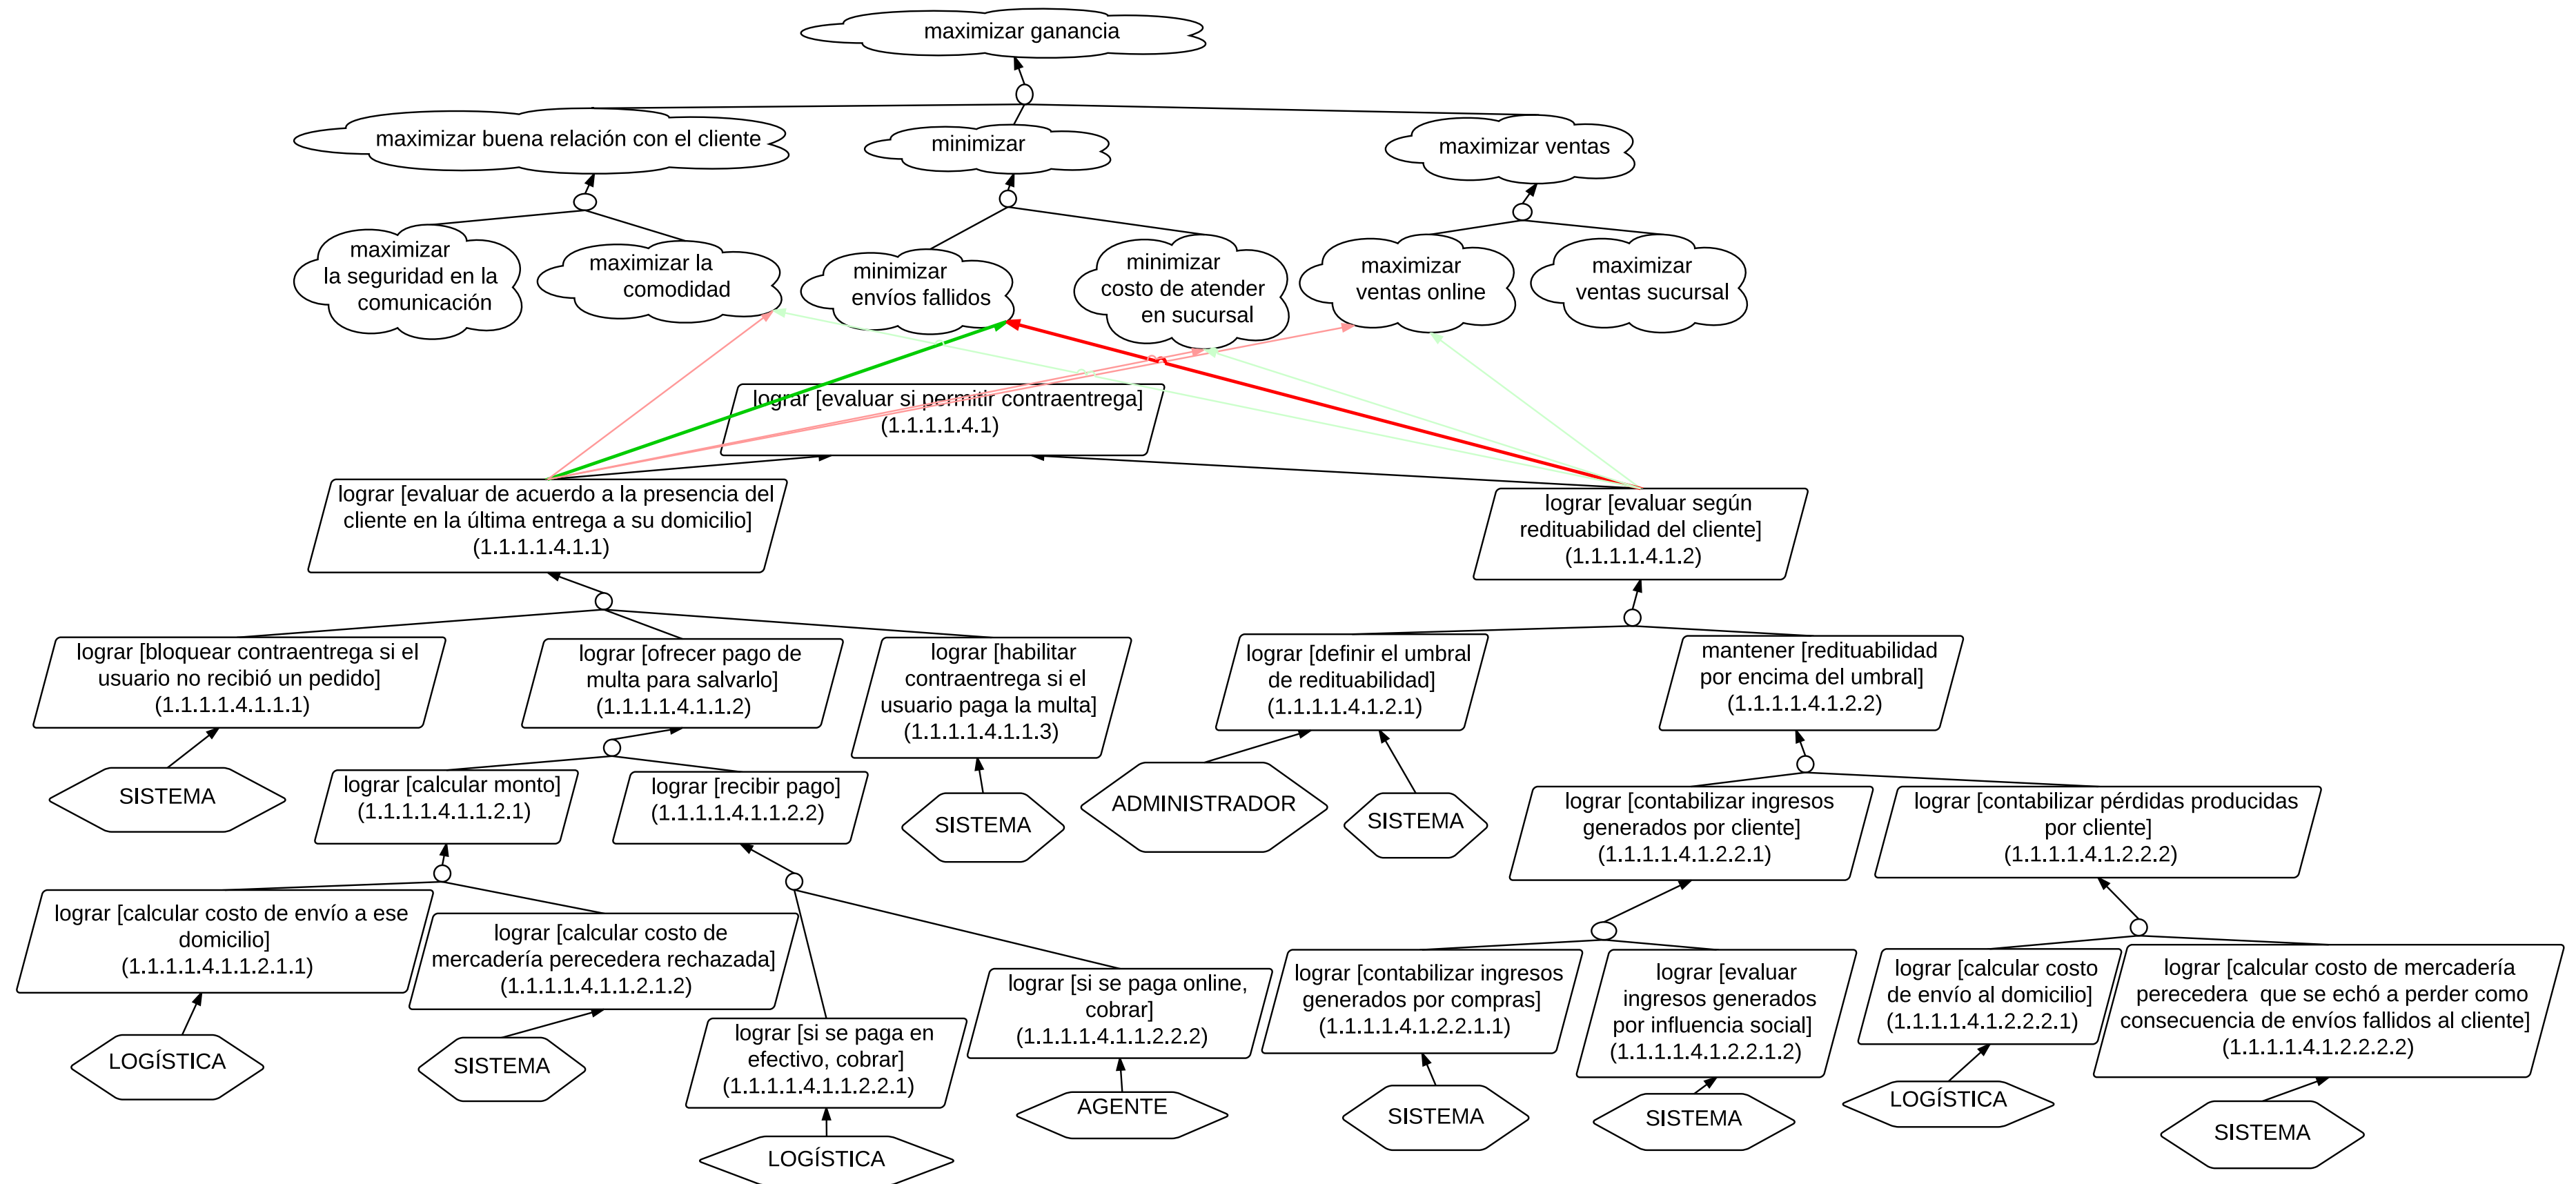 maximizar ganancia
maximizar buena relación con el cliente
minimizar
maximizar ventas
maximizar
la seguridad en la
comunicación
maximizar la
comodidad
minimizar
envíos fallidos
minimizar
costo de atender
en sucursal
maximizar
ventas online
maximizar
ventas sucursal
lograr [evaluar si permitir contraentrega]
(1.1.1.1.4.1)
lograr [evaluar de acuerdo a la presencia del
cliente en la última entrega a su domicilio]
(1.1.1.1.4.1.1)
lograr [evaluar según
redituabilidad del cliente]
(1.1.1.1.4.1.2)
lograr [bloquear contraentrega si el
usuario no recibió un pedido]
(1.1.1.1.4.1.1.1)
lograr [ofrecer pago de
multa para salvarlo]
(1.1.1.1.4.1.1.2)
lograr [habilitar
contraentrega si el
usuario paga la multa]
(1.1.1.1.4.1.1.3)
lograr [definir el umbral
de redituabilidad]
(1.1.1.1.4.1.2.1)
mantener [redituabilidad
por encima del umbral]
(1.1.1.1.4.1.2.2)
SISTEMA
lograr [calcular monto]
(1.1.1.1.4.1.1.2.1)
lograr [recibir pago]
(1.1.1.1.4.1.1.2.2)
SISTEMA
ADMINISTRADOR
SISTEMA
lograr [contabilizar ingresos
generados por cliente]
(1.1.1.1.4.1.2.2.1)
lograr [contabilizar pérdidas producidas
por cliente]
(1.1.1.1.4.1.2.2.2)
lograr [calcular costo de envío a ese
domicilio]
(1.1.1.1.4.1.1.2.1.1)
lograr [calcular costo de
mercadería perecedera rechazada]
(1.1.1.1.4.1.1.2.1.2)
lograr [si se paga en
efectivo, cobrar]
(1.1.1.1.4.1.1.2.2.1)
lograr [si se paga online,
cobrar]
(1.1.1.1.4.1.1.2.2.2)
lograr [contabilizar ingresos
generados por compras]
(1.1.1.1.4.1.2.2.1.1)
lograr [evaluar
ingresos generados
por influencia social]
(1.1.1.1.4.1.2.2.1.2)
lograr [calcular costo
de envío al domicilio]
(1.1.1.1.4.1.2.2.2.1)
lograr [calcular costo de mercadería
perecedera que se echó a perder como
consecuencia de envíos fallidos al cliente]
(1.1.1.1.4.1.2.2.2.2)
LOGÍSTICA
SISTEMA
LOGÍSTICA
AGENTE
SISTEMA
SISTEMA
LOGÍSTICA
SISTEMA